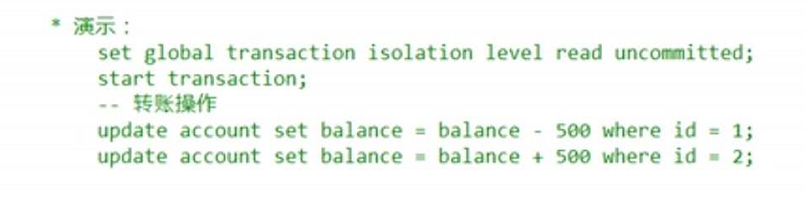 * 演示：
set global transaction isolation level read uncommitted;
start transaction;
-- 转账操作
update account set balance = balance - 500 where id = 1;
update account set balance = balance + 500 where id = 2;